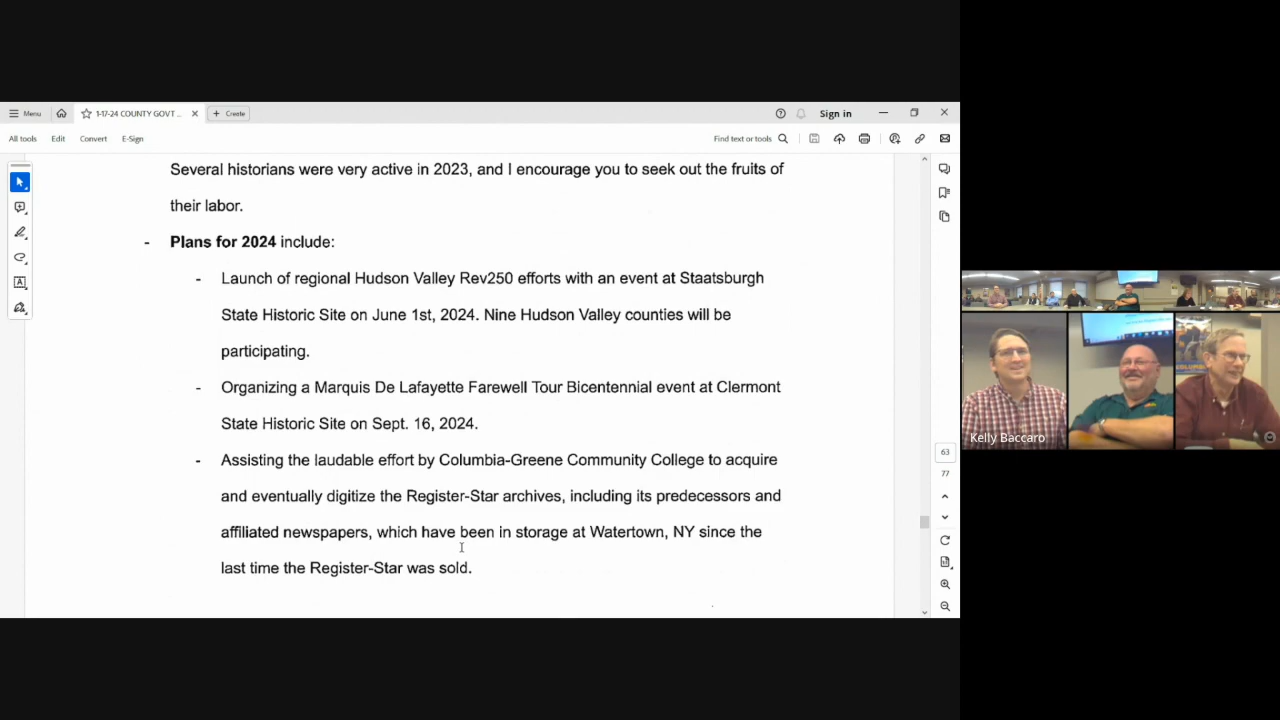 Menu
1-17-24 COUNTY GOVT ...
Create
Sign in
All tools
Edit
Convert
E-Sign
Find text or tools
Several historians were very active in 2023, and I encourage you to seek out the fruits of
their labor.
- Plans for 2024 include:
- Launch of regional Hudson Valley Rev250 efforts with an event at Staatsburgh
State Historic Site on June 1st, 2024. Nine Hudson Valley counties will be
participating.
- Organizing a Marquis De Lafayette Farewell Tour Bicentennial event at Clermont
State Historic Site on Sept. 16, 2024.
- Assisting the laudable effort by Columbia-Greene Community College to acquire
and eventually digitize the Register-Star archives, including its predecessors and
affiliated newspapers, which have been in storage at Watertown, NY since the
last time the Register-Star was sold.
63
77
Kelly Baccaro